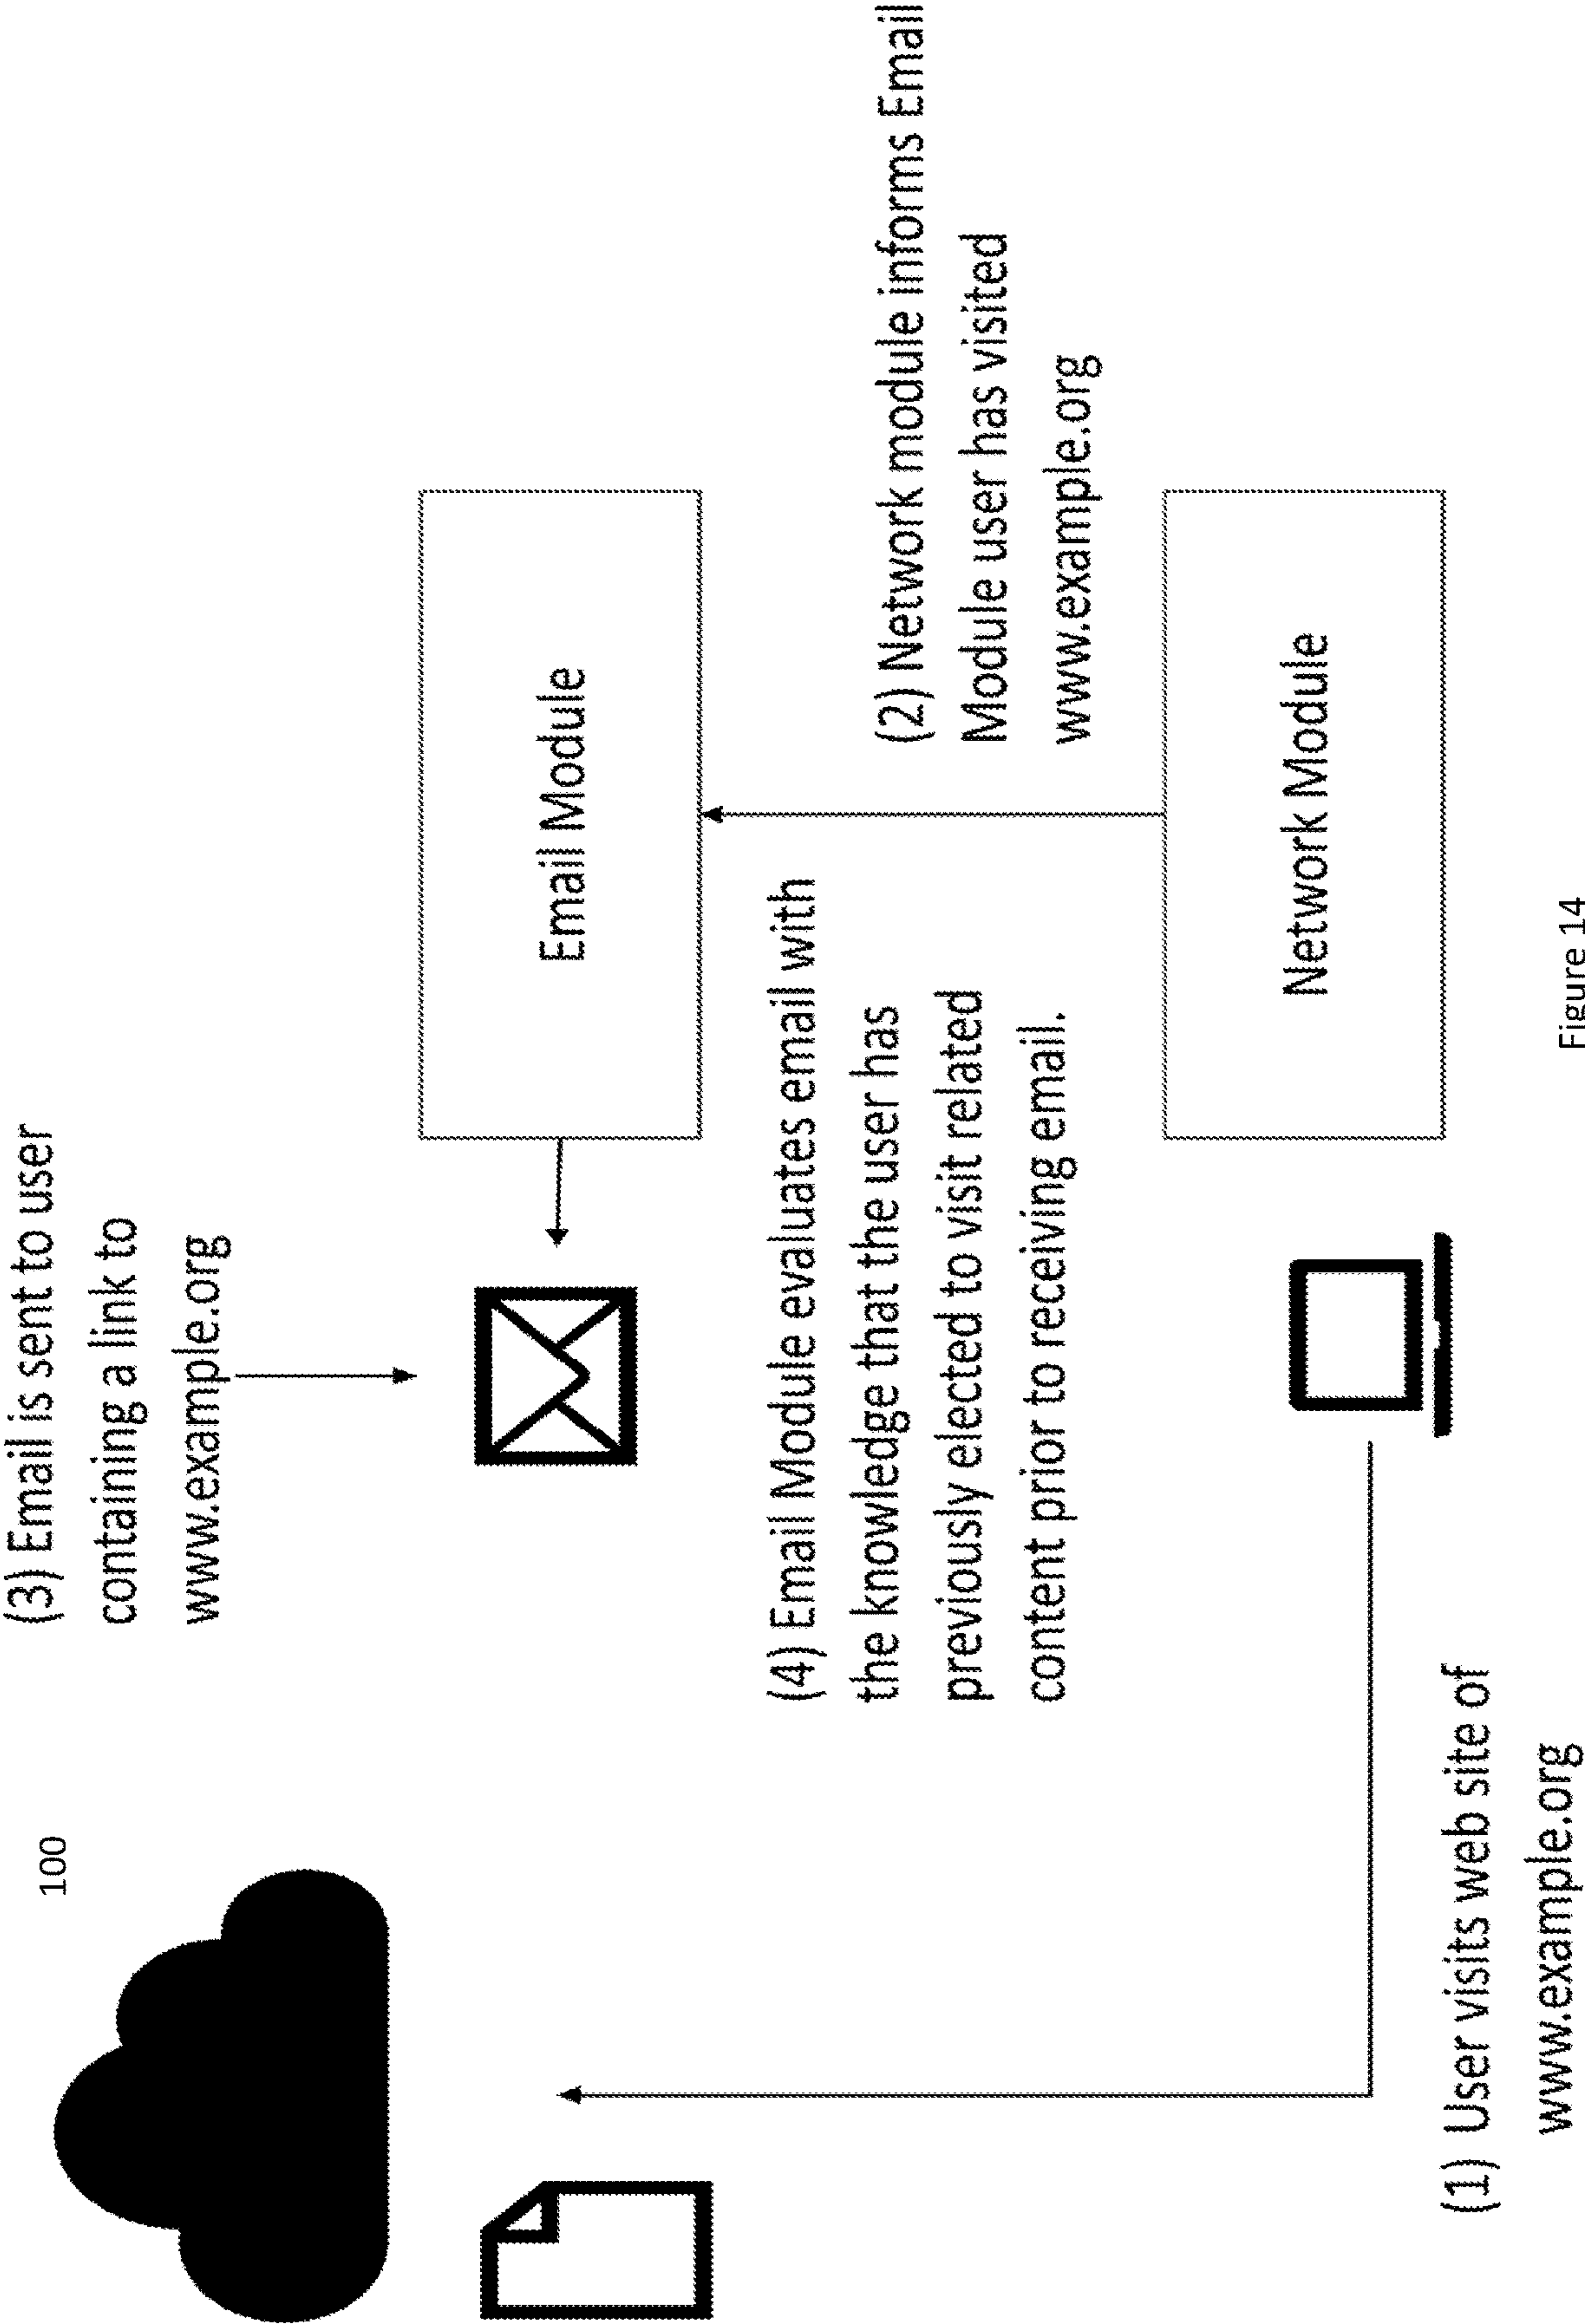 100
(3) Email is sent to user
containing a link to
www.example.org
Email Module
(4) Email Module evaluates email with
the knowledge that the user has
previously elected to visit related
content prior to receiving email.
(2) Network module informs Email
Module user has visited
www.example.org
Network Module
(1) User visits web site of
www.example.org
Figure 14